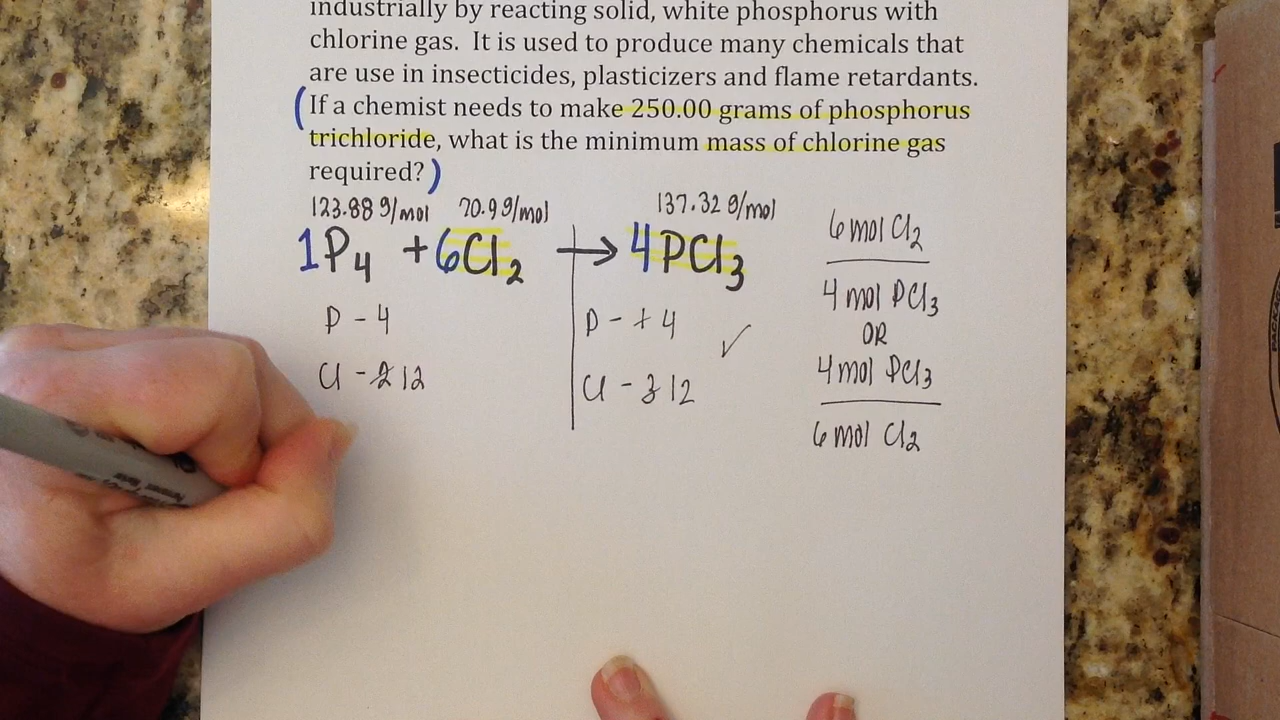 industrially by reacting solid, white phosphorus with
chlorine gas. It is used to produce many chemicals that
are use in insecticides, plasticizers and flame retardants.
(If a chemist needs to make 250.00 grams of phosphorus
trichloride, what is the minimum mass of chlorine gas
required?)
123.88 g/mol 70.9 g/mol 137.32 g/mol
1P4 + 6Cl2 → 4PCl3
P - 4 P - 1 4 ✓
Cl - 2 12 Cl - 3 12
6 mol Cl2
4 mol PCl3
OR
4 mol PCl3
6 mol Cl2